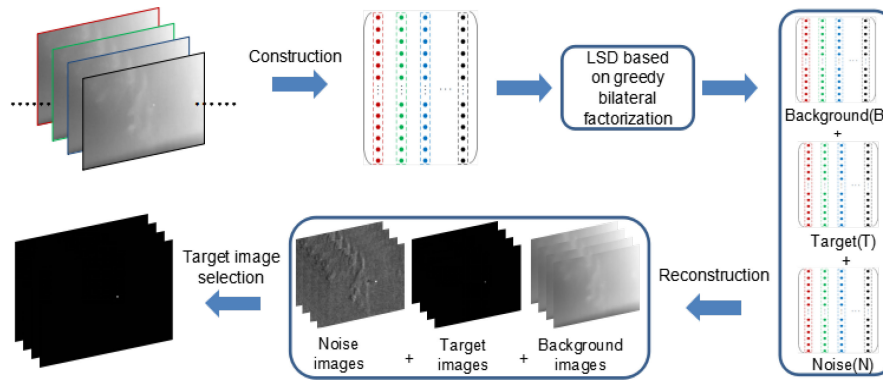 Construction
LSD based
on greedy
bilateral
factorization
Background(B
+
Target(T)
+
Noise(N)
Reconstruction
Noise
images
+
Target
images
+
Background
images
Target image
selection